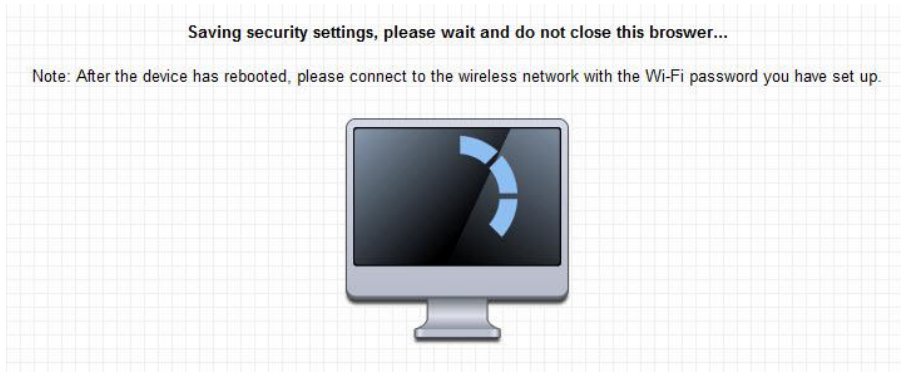 Saving security settings, please wait and do not close this broswer...
Note: After the device has rebooted, please connect to the wireless network with the Wi-Fi password you have set up.